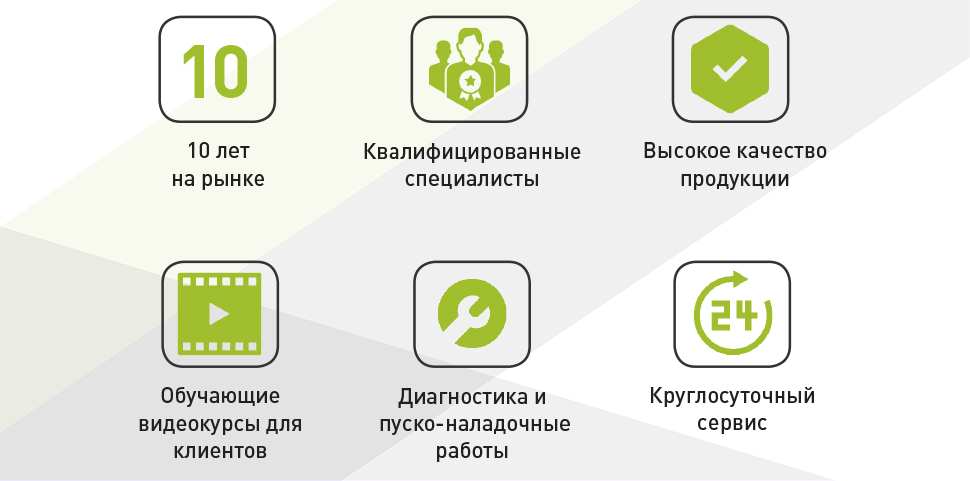 10
10 лет
на рынке
Квалифицированные
специалисты
Высокое качество
продукции
Обучающие
видеокурсы для
клиентов
Диагностика и
пуско-наладочные
работы
24
Круглосуточный
сервис